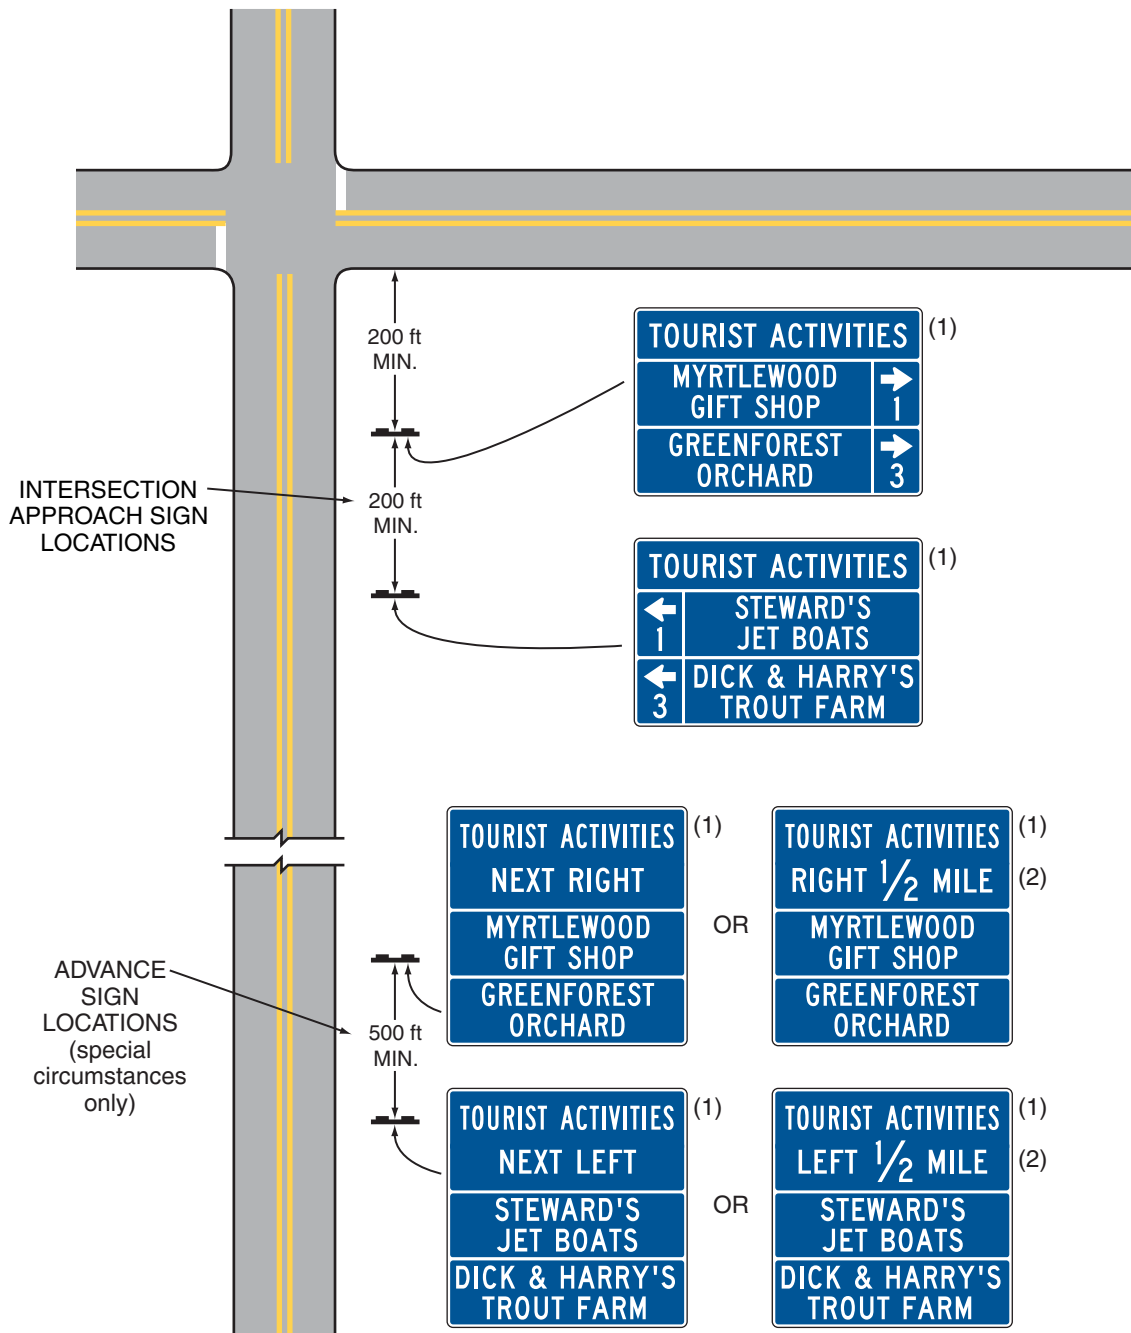 200 ft
MIN.
TOURIST ACTIVITIES (1)
MYRTLEWOOD
GIFT SHOP
1
GREENFOREST
ORCHARD
3
INTERSECTION
APPROACH SIGN
LOCATIONS
200 ft
MIN.
TOURIST ACTIVITIES (1)
1
STEWARD'S
JET BOATS
3
DICK & HARRY'S
TROUT FARM
TOURIST ACTIVITIES (1)
NEXT RIGHT
MYRTLEWOOD
GIFT SHOP
GREENFOREST
ORCHARD
OR
TOURIST ACTIVITIES (1)
RIGHT 1/2 MILE (2)
MYRTLEWOOD
GIFT SHOP
GREENFOREST
ORCHARD
ADVANCE
SIGN
LOCATIONS
(special
circumstances
only)
500 ft
MIN.
TOURIST ACTIVITIES (1)
NEXT LEFT
STEWARD'S
JET BOATS
DICK & HARRY'S
TROUT FARM
OR
TOURIST ACTIVITIES (1)
LEFT 1/2 MILE (2)
STEWARD'S
JET BOATS
DICK & HARRY'S
TROUT FARM